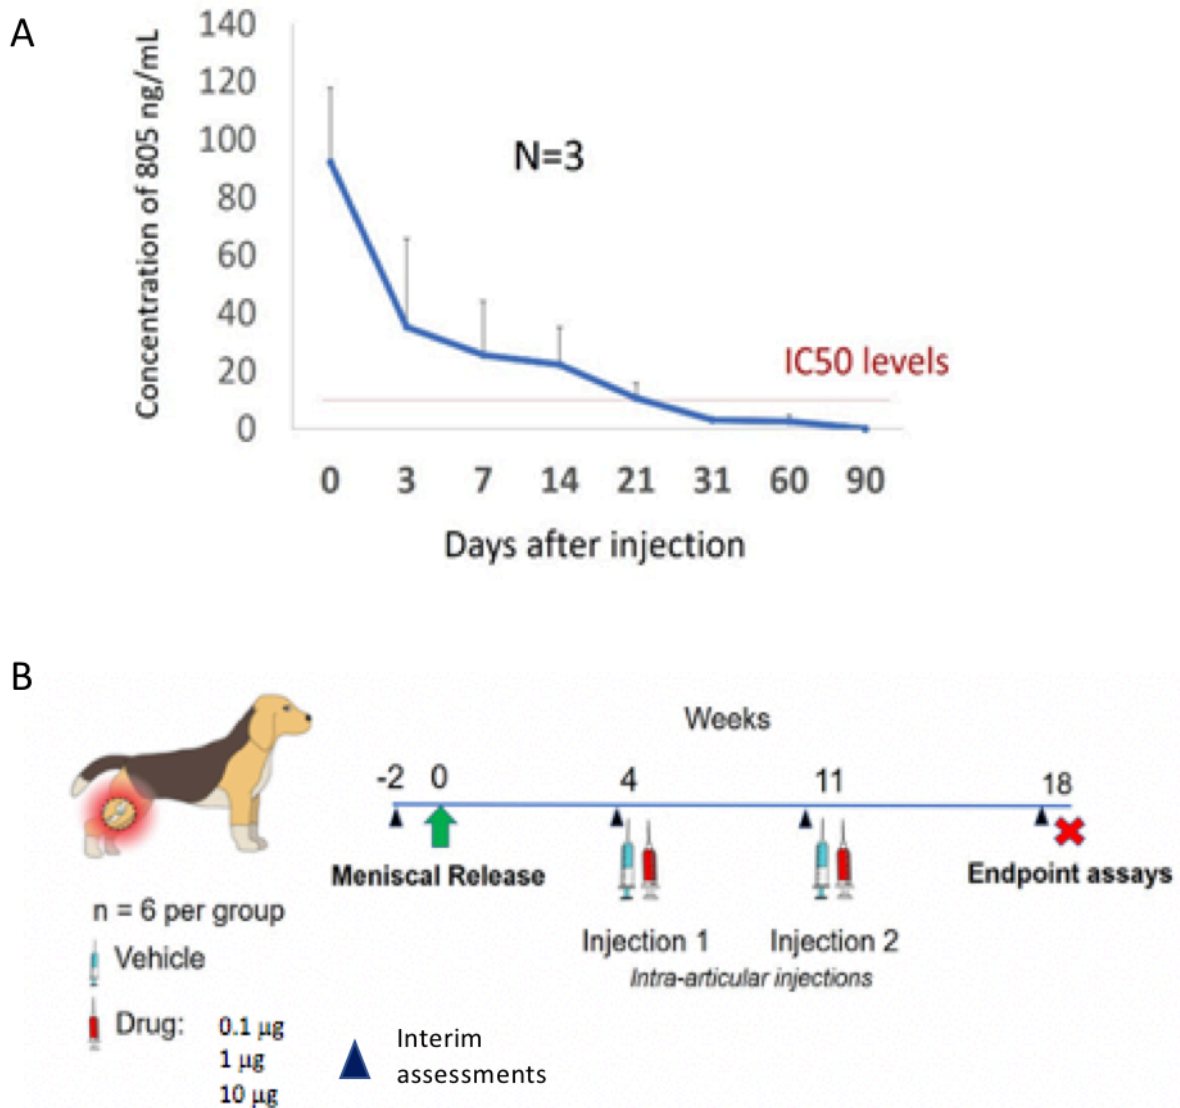 A
Concentration of 805 ng/mL
140
120
100
80
60
40
20
0
N=3
IC50 levels
0 3 7 14 21 31 60 90
Days after injection
B
Weeks
-2 0 4 11 18
Meniscal Release
Endpoint assays
n = 6 per group
Injection 1 Injection 2
Intra-articular injections
Vehicle
Drug: 0.1 μg
1 μg
10 μg
Interim
assessments